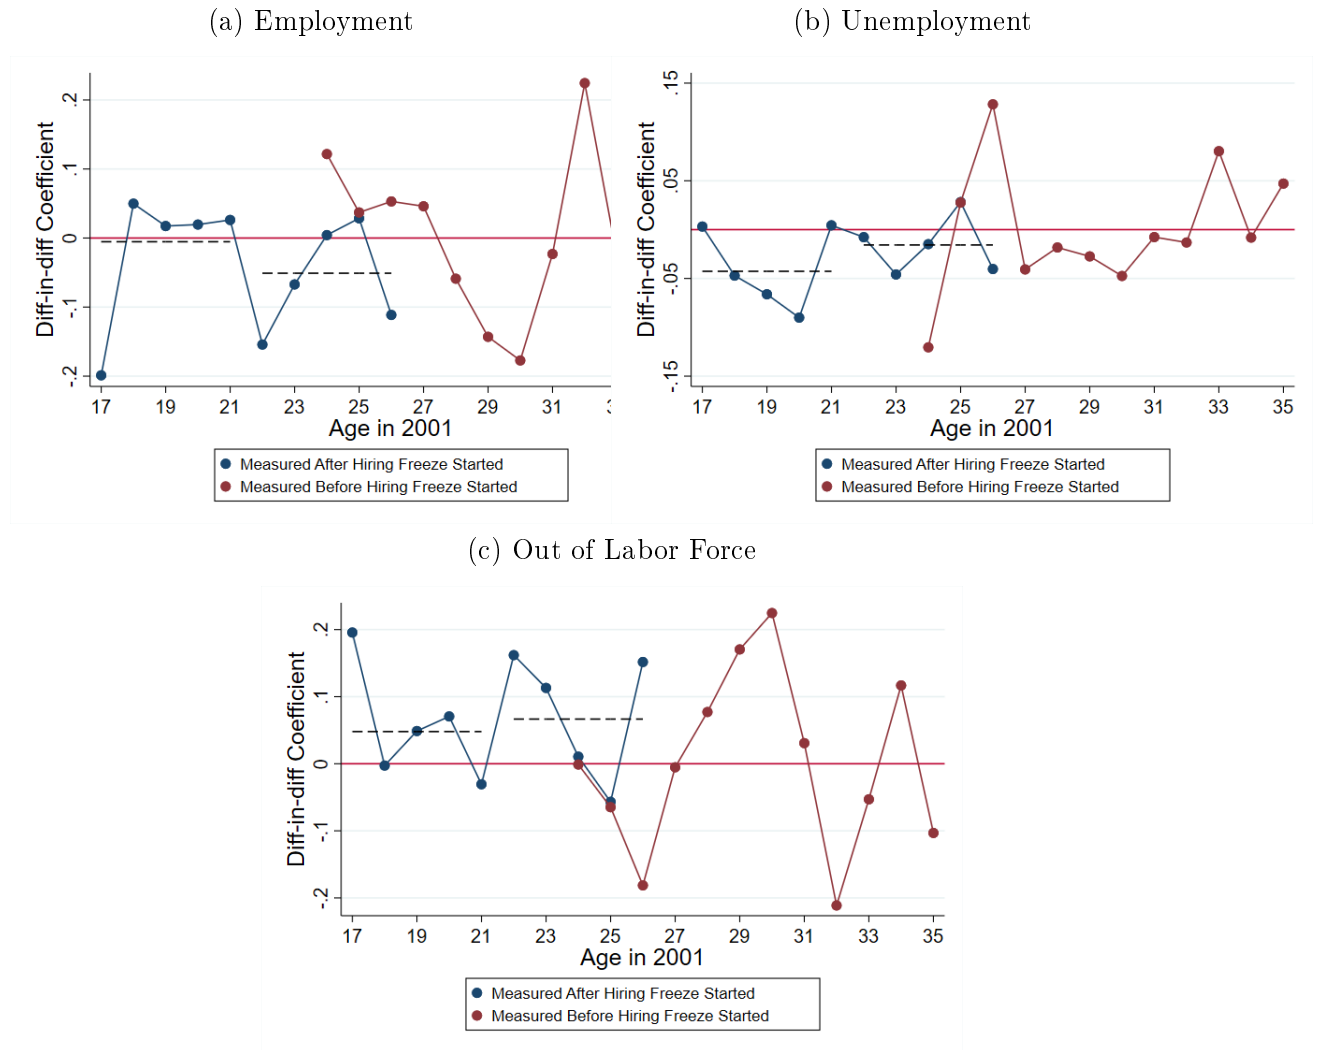 (a) Employment
Diff-in-diff Coefficient
.2
.1
0
-.1
-.2
17 19 21 23 25 27 29 31
Age in 2001
Measured After Hiring Freeze Started
Measured Before Hiring Freeze Started
(b) Unemployment
Diff-in-diff Coefficient
.15
.05
-.05
-.15
17 19 21 23 25 27 29 31 33 35
Age in 2001
Measured After Hiring Freeze Started
Measured Before Hiring Freeze Started
(c) Out of Labor Force
Diff-in-diff Coefficient
.2
.1
0
-.1
-.2
17 19 21 23 25 27 29 31 33 35
Age in 2001
Measured After Hiring Freeze Started
Measured Before Hiring Freeze Started